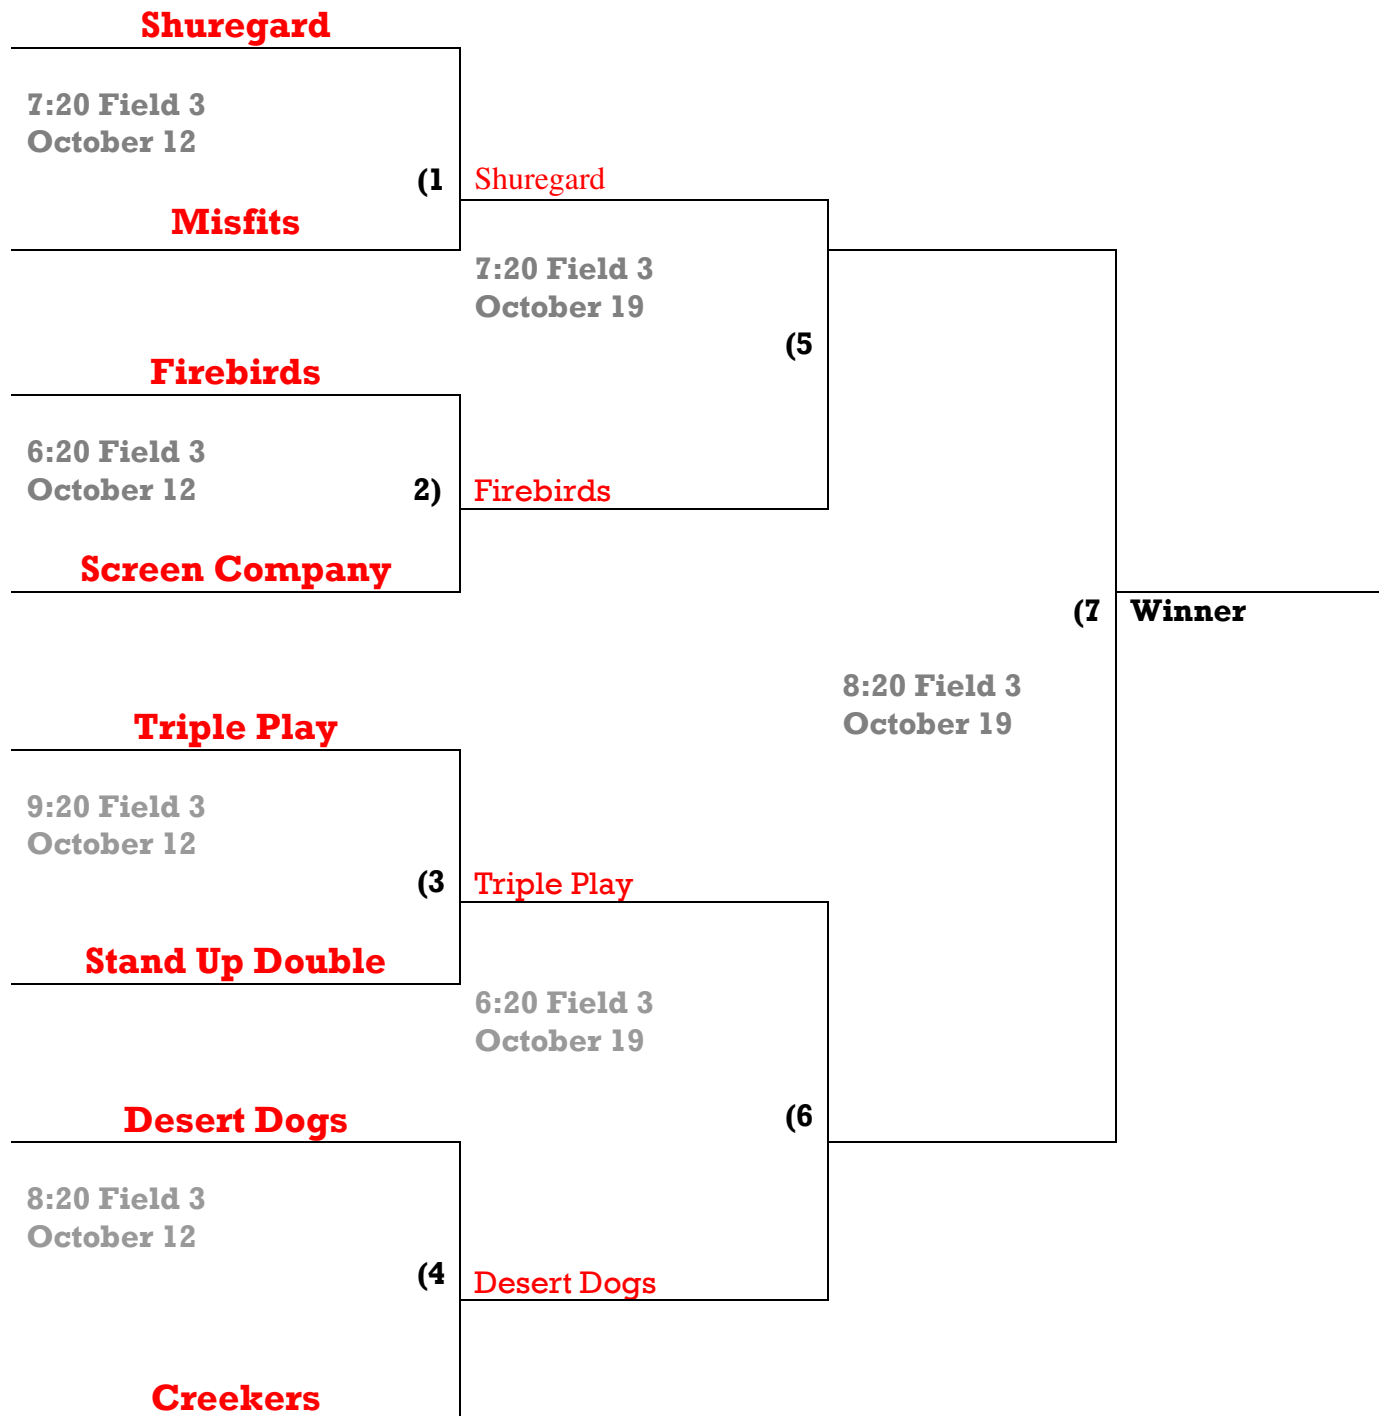 Shuregard
7:20 Field 3
October 12
(1
Shuregard
Misfits
7:20 Field 3
October 19
(5
Firebirds
6:20 Field 3
October 12
2)
Firebirds
Screen Company
(7
Winner
8:20 Field 3
October 19
Triple Play
9:20 Field 3
October 12
(3
Triple Play
Stand Up Double
6:20 Field 3
October 19
(6
Desert Dogs
8:20 Field 3
October 12
(4
Desert Dogs
Creekers